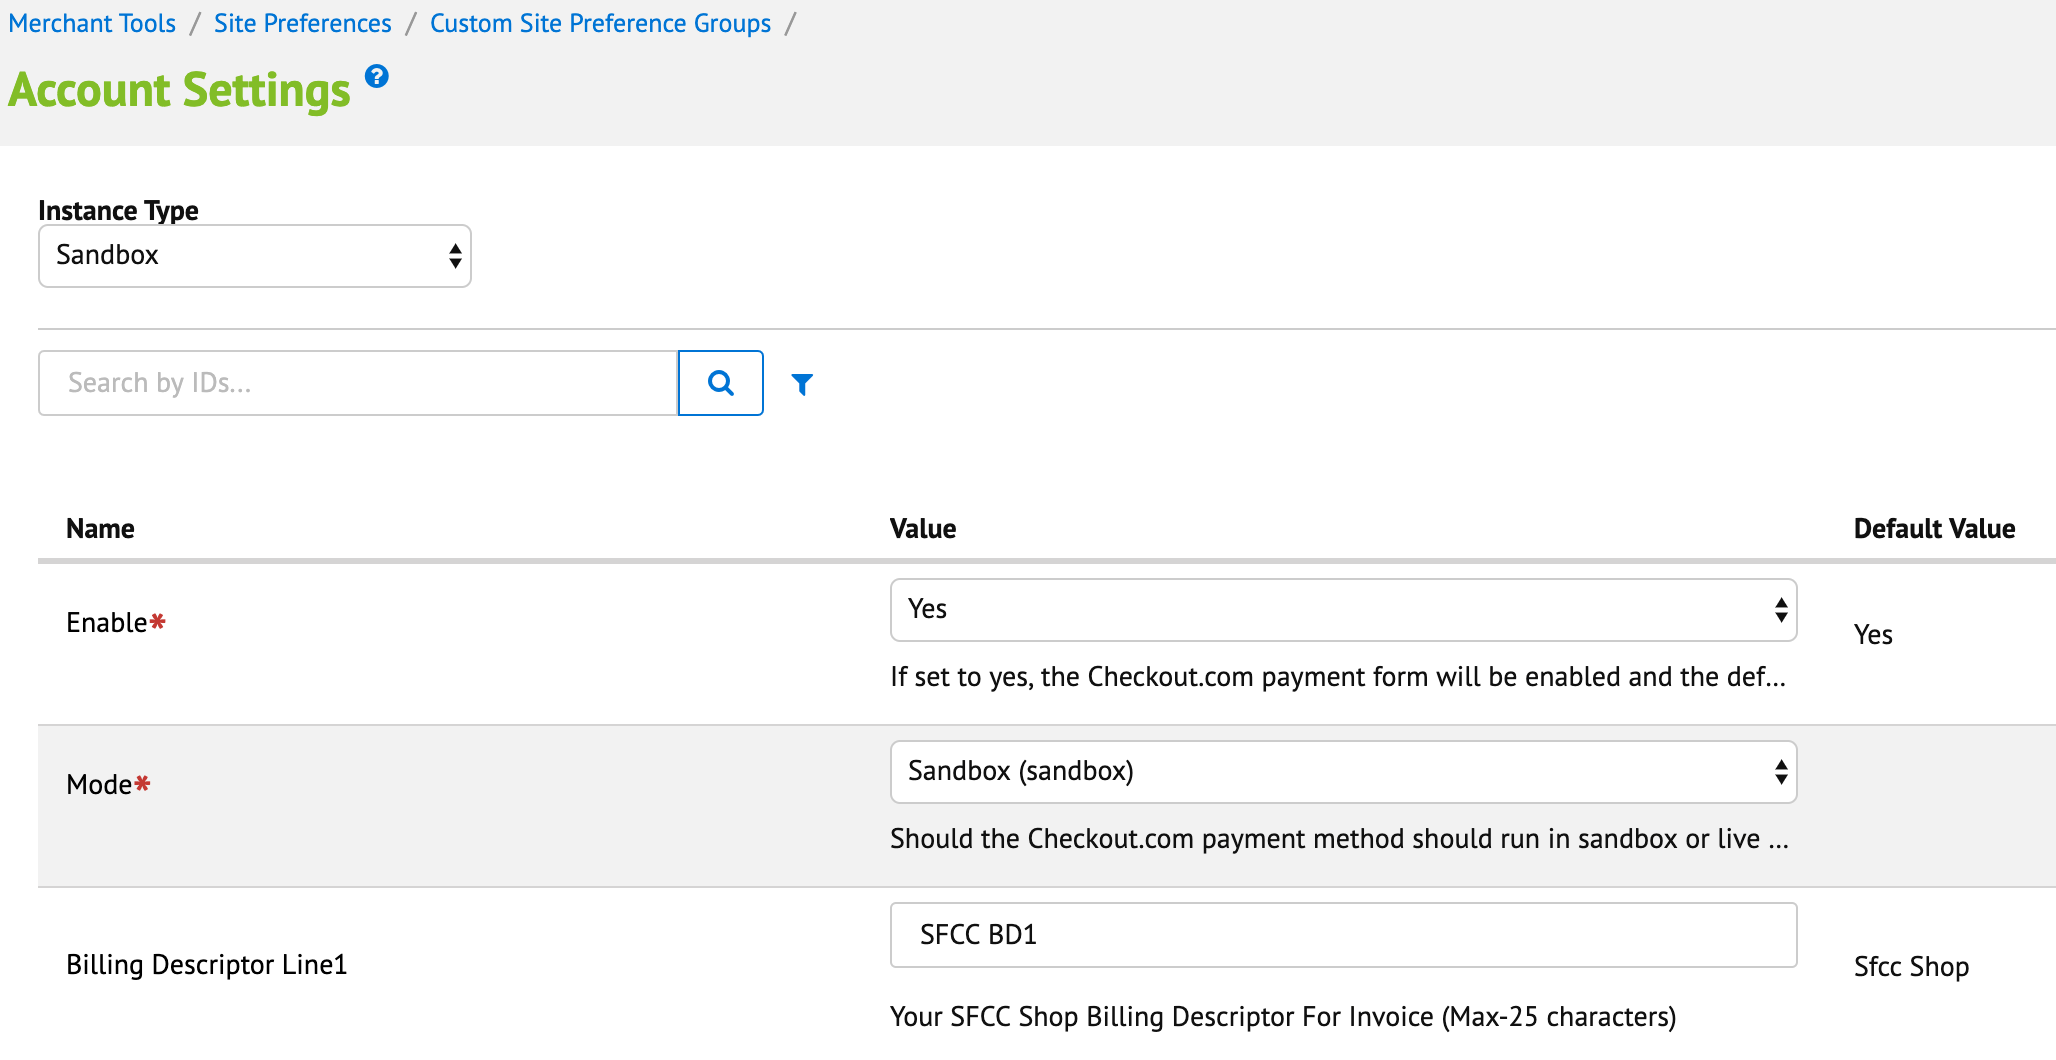 Merchant Tools / Site Preferences / Custom Site Preference Groups /
Account Settings ?
Instance Type
Sandbox
Search by IDs...
Name Value Default Value
Enable* Yes Yes
If set to yes, the Checkout.com payment form will be enabled and the def...
Mode* Sandbox (sandbox)
Should the Checkout.com payment method should run in sandbox or live ...
Billing Descriptor Line1 SFCC BD1 Sfcc Shop
Your SFCC Shop Billing Descriptor For Invoice (Max-25 characters)